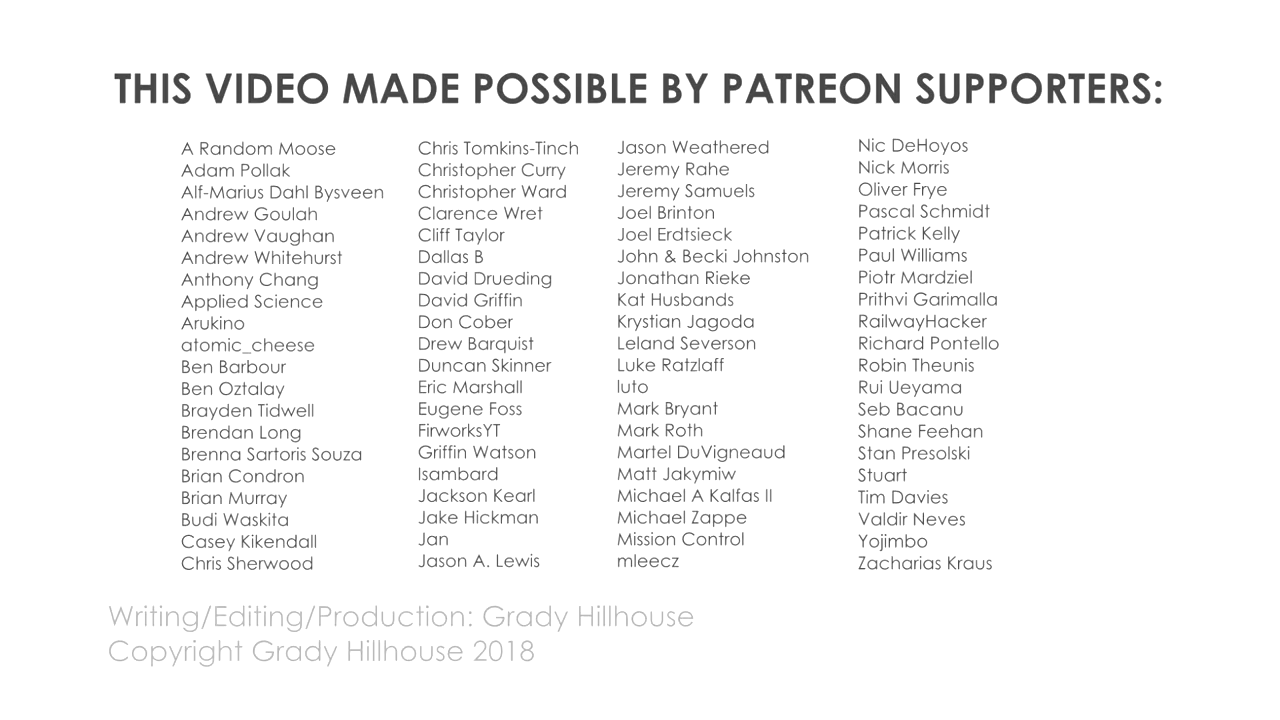 THIS VIDEO MADE POSSIBLE BY PATREON SUPPORTERS:
A Random Moose
Adam Pollak
Alf-Marius Dahl Bysveen
Andrew Goulah
Andrew Vaughan
Andrew Whitehurst
Anthony Chang
Applied Science
Arukino
atomic_cheese
Ben Barbour
Ben Oztalay
Brayden Tidwell
Brendan Long
Brenna Sartoris Souza
Brian Condron
Brian Murray
Budi Waskita
Casey Kikendall
Chris Sherwood
Chris Tomkins-Tinch
Christopher Curry
Christopher Ward
Clarence Wret
Cliff Taylor
Dallas B
David Drueding
David Griffin
Don Cober
Drew Barquist
Duncan Skinner
Eric Marshall
Eugene Foss
FirworksYT
Griffin Watson
Isambard
Jackson Kearl
Jake Hickman
Jan
Jason A. Lewis
Jason Weathered
Jeremy Rahe
Jeremy Samuels
Joel Brinton
Joel Erdtsieck
John & Becki Johnston
Jonathan Rieke
Kat Husbands
Krystian Jagoda
Leland Severson
Luke Ratzlaff
luto
Mark Bryant
Mark Roth
Martel DuVigneaud
Matt Jakymiw
Michael A Kalfas II
Michael Zappe
Mission Control
mleecz
Nic DeHoyos
Nick Morris
Oliver Frye
Pascal Schmidt
Patrick Kelly
Paul Williams
Piotr Mardziel
Prithvi Garimalla
RailwayHacker
Richard Pontello
Robin Theunis
Rui Ueyama
Seb Bacanu
Shane Feehan
Stan Presolski
Stuart
Tim Davies
Valdir Neves
Yojimbo
Zacharias Kraus
Writing/Editing/Production: Grady Hillhouse
Copyright Grady Hillhouse 2018